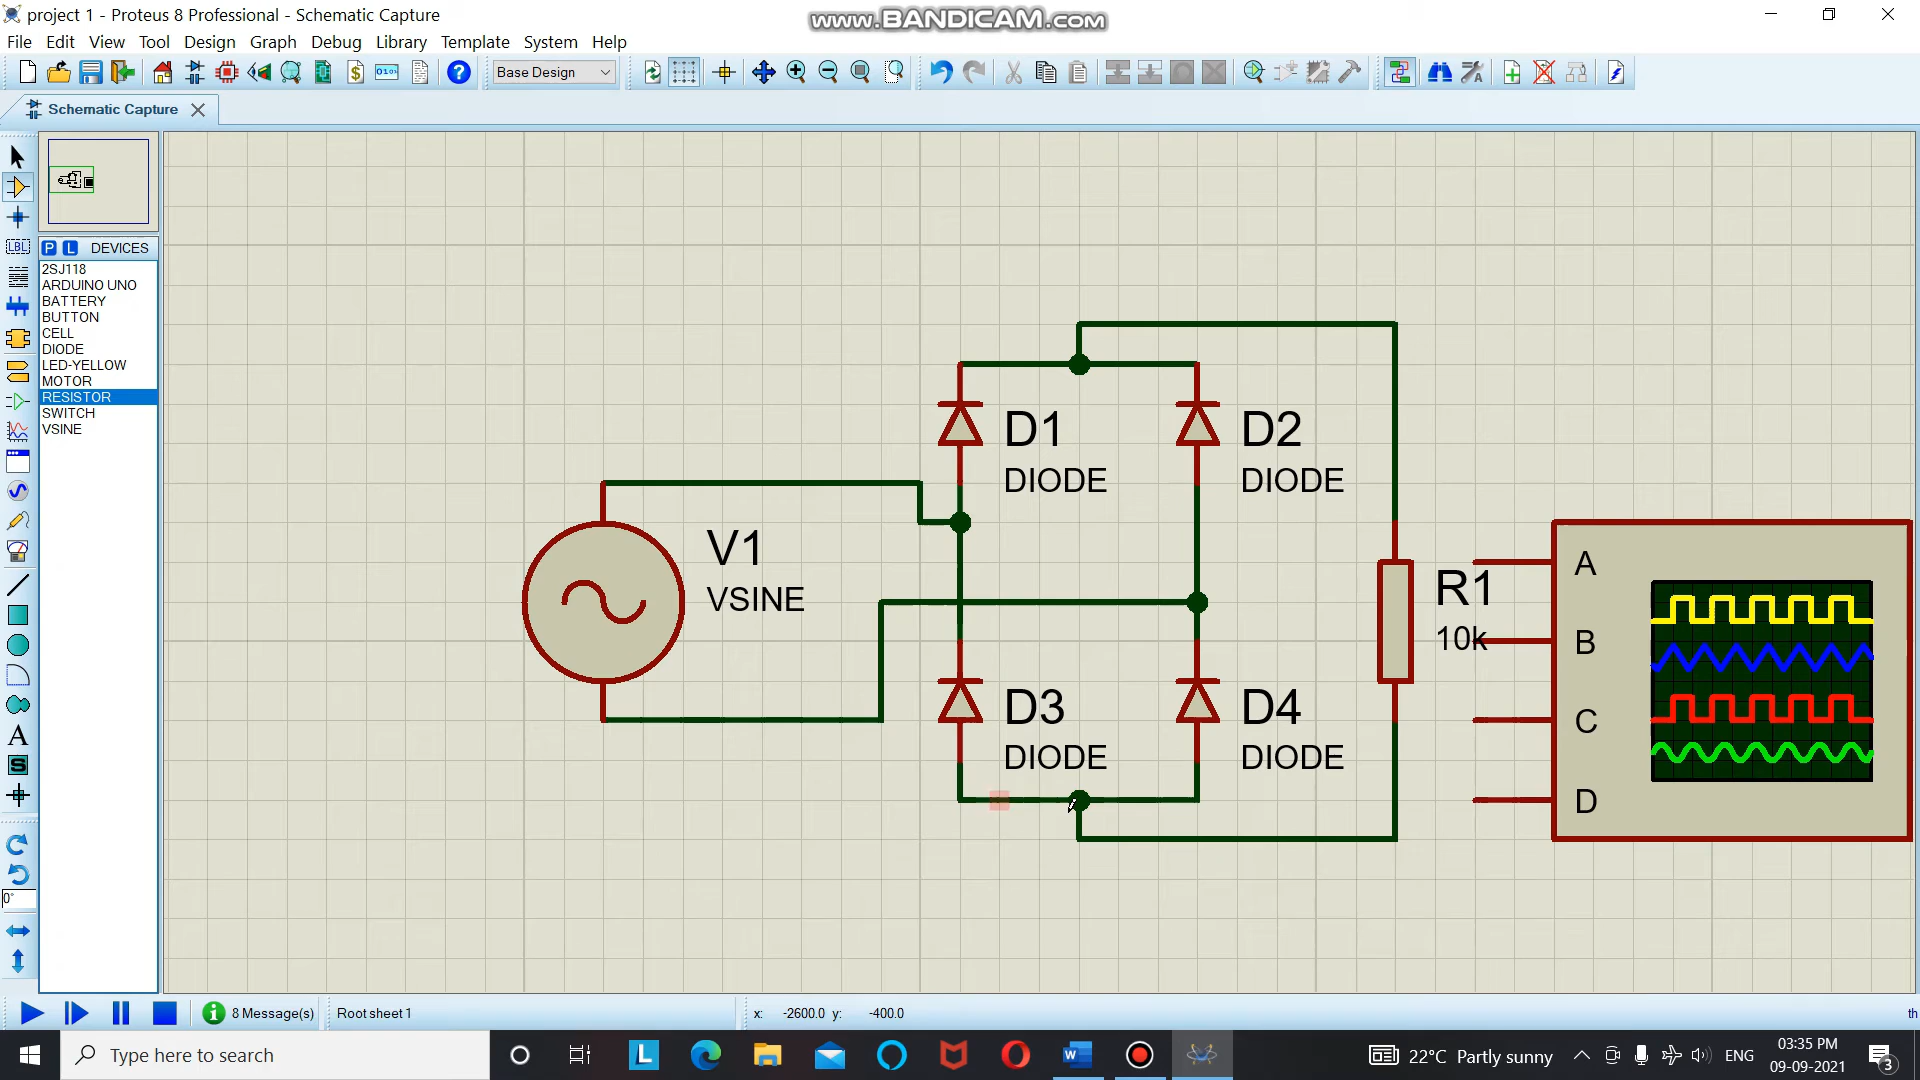 project 1 - Proteus 8 Professional - Schematic Capture
www.BANDICAM.com
File Edit View Tool Design Graph Debug Library Template System Help
Base Design
Schematic Capture
P L DEVICES
2SJ118
ARDUINO UNO
BATTERY
BUTTON
CELL
DIODE
LED-YELLOW
MOTOR
RESISTOR
SWITCH
VSINE
LBL
A
S
0°
D1
DIODE
D2
DIODE
V1
VSINE
R1
10k
A
B
C
D
D3
DIODE
D4
DIODE
8 Message(s)
Root sheet 1
x: -2600.0 y: -400.0
th
Type here to search
22°C Partly sunny
ENG
03:35 PM
09-09-2021
3